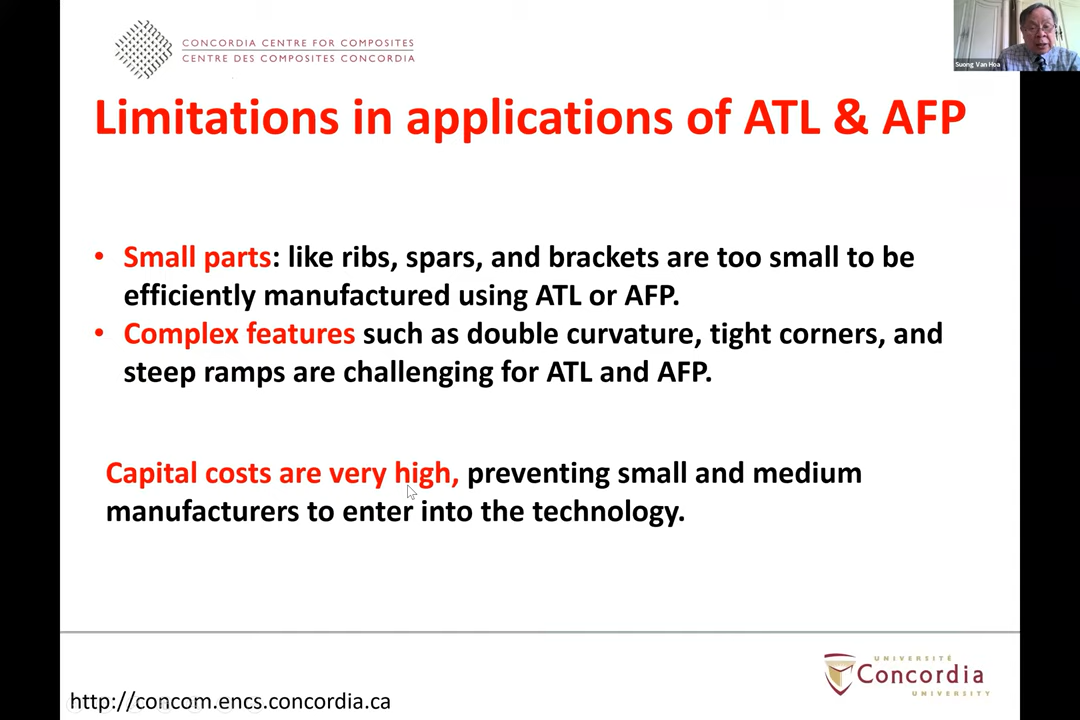 CONCORDIA CENTRE FOR COMPOSITES
CENTRE DES COMPOSITES CONCORDIA
Suong Van Hoa
Limitations in applications of ATL & AFP
• Small parts: like ribs, spars, and brackets are too small to be
efficiently manufactured using ATL or AFP.
• Complex features such as double curvature, tight corners, and
steep ramps are challenging for ATL and AFP.
Capital costs are very high, preventing small and medium
manufacturers to enter into the technology.
UNIVERSITÉ
Concordia
UNIVERSITY
http://concom.encs.concordia.ca